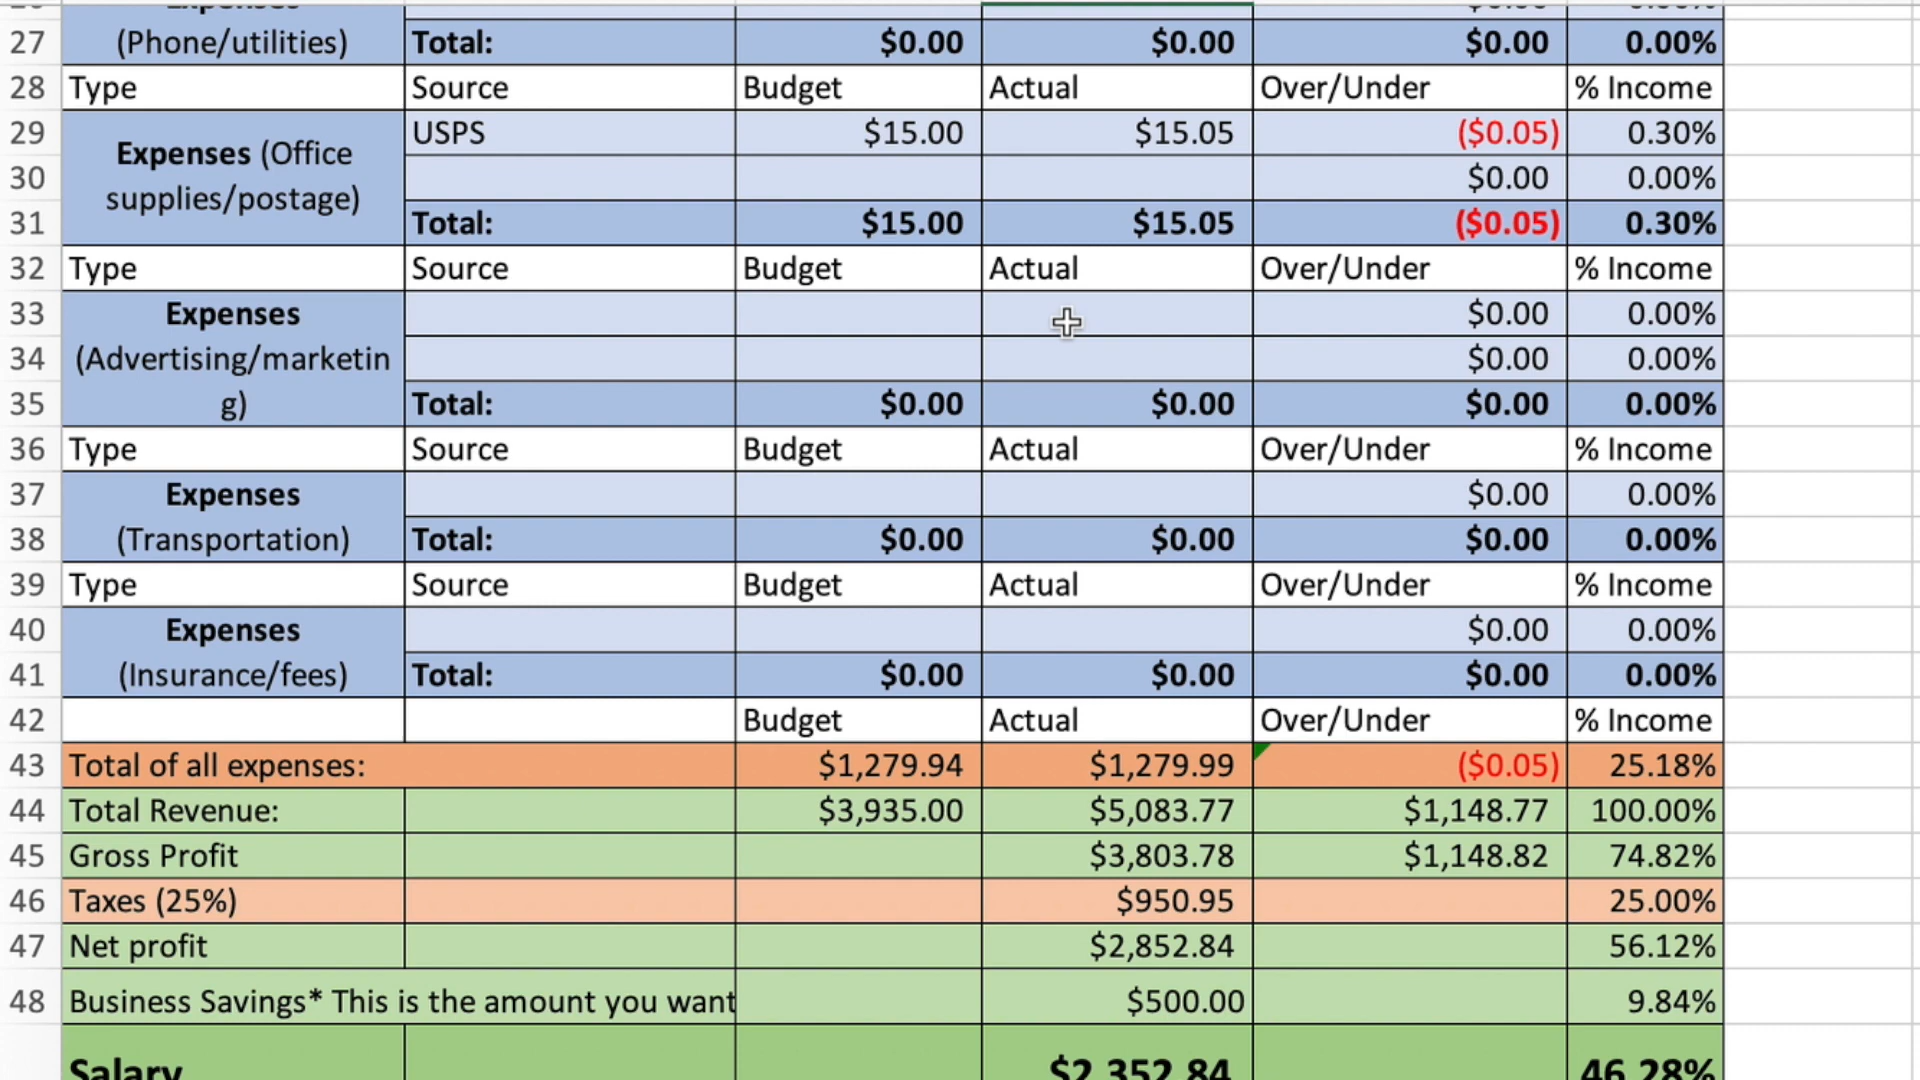 27 (Phone/utilities) Total: $0.00 $0.00 $0.00 0.00%
28 Type Source Budget Actual Over/Under % Income
29 USPS $15.00 $15.05 ($0.05) 0.30%
Expenses (Office
30 $0.00 0.00%
supplies/postage)
31 Total: $15.00 $15.05 ($0.05) 0.30%
32 Type Source Budget Actual Over/Under % Income
33 Expenses $0.00 0.00%
34 (Advertising/marketin $0.00 0.00%
35 g) Total: $0.00 $0.00 $0.00 0.00%
36 Type Source Budget Actual Over/Under % Income
37 Expenses $0.00 0.00%
38 (Transportation) Total: $0.00 $0.00 $0.00 0.00%
39 Type Source Budget Actual Over/Under % Income
40 Expenses $0.00 0.00%
41 (Insurance/fees) Total: $0.00 $0.00 $0.00 0.00%
42 Budget Actual Over/Under % Income
43 Total of all expenses: $1,279.94 $1,279.99 ($0.05) 25.18%
44 Total Revenue: $3,935.00 $5,083.77 $1,148.77 100.00%
45 Gross Profit $3,803.78 $1,148.82 74.82%
46 Taxes (25%) $950.95 25.00%
47 Net profit $2,852.84 56.12%
48 Business Savings* This is the amount you want $500.00 9.84%
Salary $2,352.84 46.28%